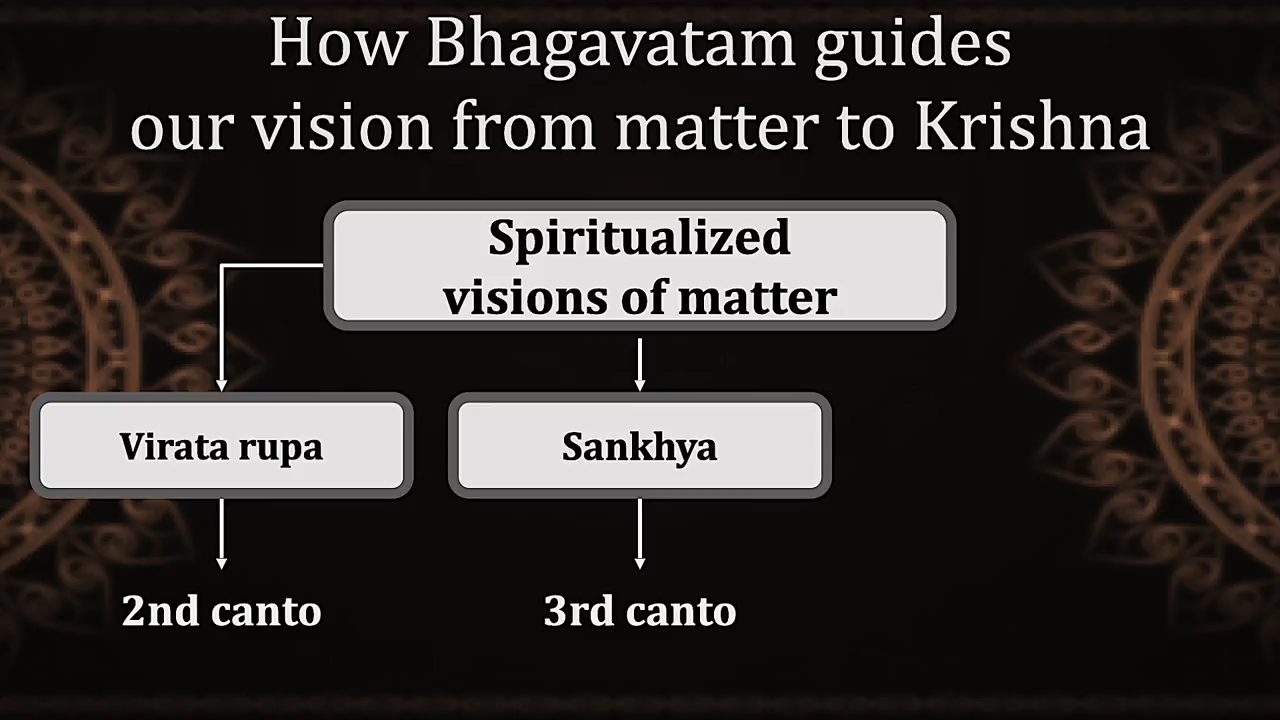 How Bhagavatam guides
our vision from matter to Krishna
Spiritualized
visions of matter
Virata rupa
Sankhya
2nd canto
3rd canto